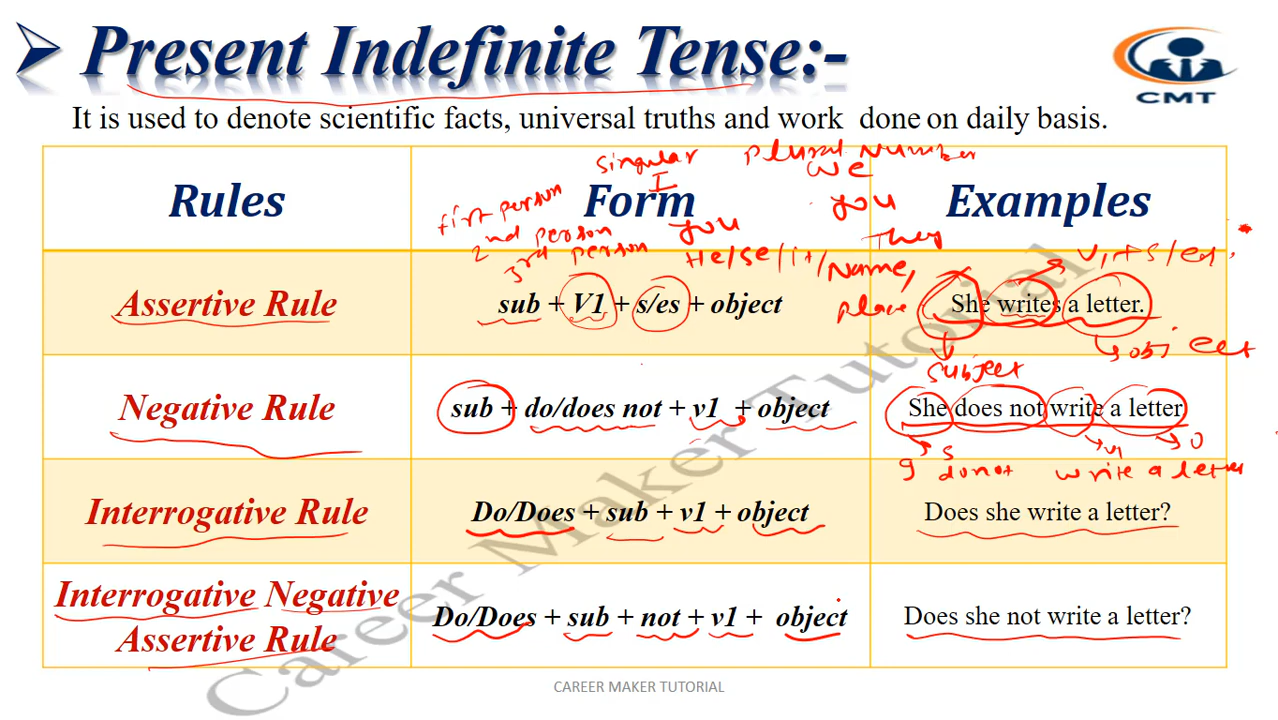 Present Indefinite Tense:-
CMT
It is used to denote scientific facts, universal truths and work done on daily basis.
singular
Plural Number
Rules
Form
Examples
I
We
first person
2nd person
you
you
3rd person
He/se/it/Name,
They
place
V1+s/ed.
Assertive Rule
sub + V1 + s/es + object
She writes a letter.
subject
object
Negative Rule
sub + do/does not + v1 + object
She does not write a letter
S
v1
O
I do not write a letter
Interrogative Rule
Do/Does + sub + v1 + object
Does she write a letter?
Interrogative Negative
Assertive Rule
Do/Does + sub + not + v1 + object
Does she not write a letter?
Career Maker Tutorial
CAREER MAKER TUTORIAL